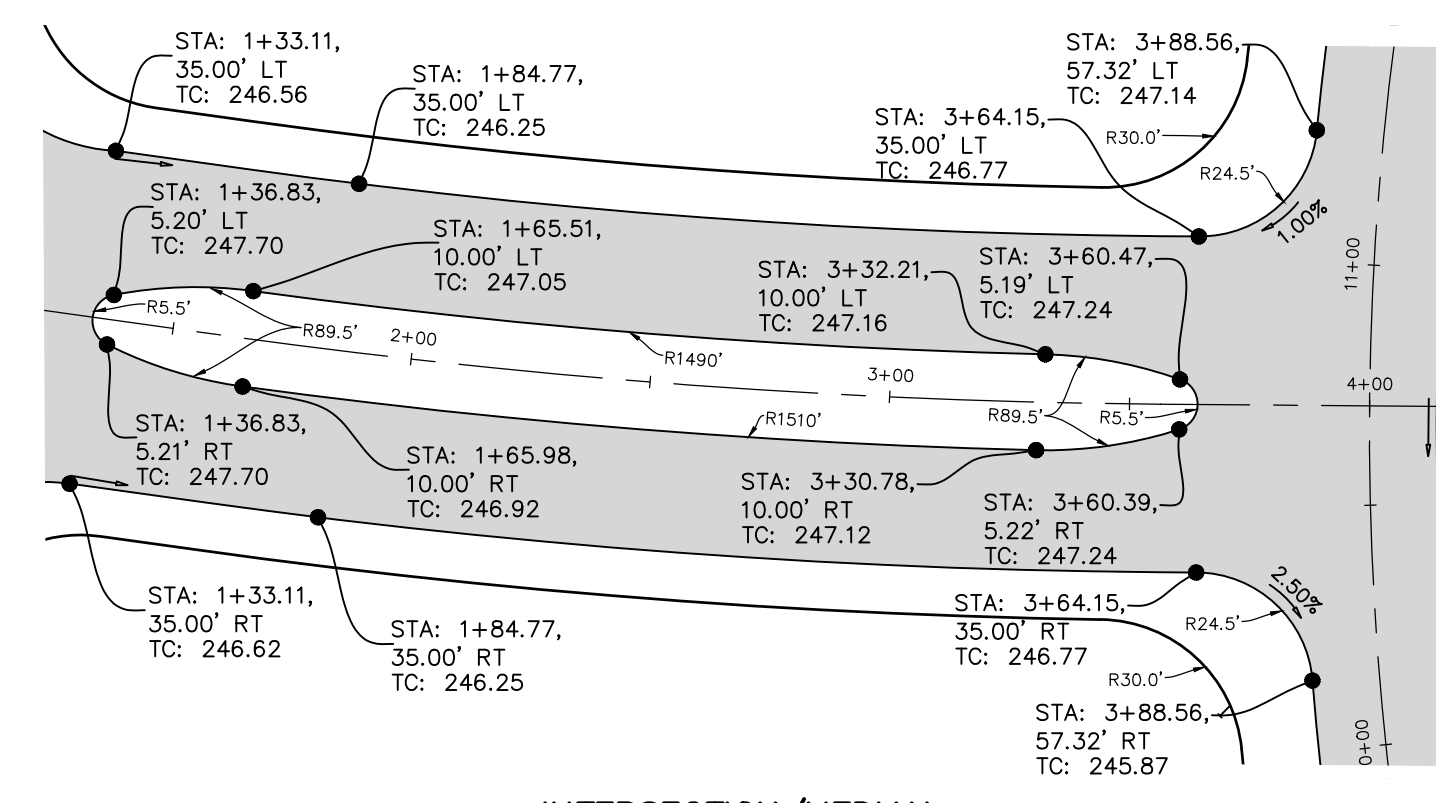 STA: 1+33.11,
35.00' LT
TC: 246.56
STA: 1+84.77,
35.00' LT
TC: 246.25
STA: 3+88.56,
57.32' LT
TC: 247.14
STA: 3+64.15,
35.00' LT
TC: 246.77
R30.0'
R24.5'
1.00%
STA: 1+36.83,
5.20' LT
TC: 247.70
STA: 1+65.51,
10.00' LT
TC: 247.05
STA: 3+32.21,
10.00' LT
TC: 247.16
STA: 3+60.47,
5.19' LT
TC: 247.24
11+00
R5.5'
R89.5'
2+00
R1490'
3+00
4+00
R1510'
R89.5'
R5.5'
STA: 1+36.83,
5.21' RT
TC: 247.70
STA: 1+65.98,
10.00' RT
TC: 246.92
STA: 3+30.78,
10.00' RT
TC: 247.12
STA: 3+60.39,
5.22' RT
TC: 247.24
2.50%
STA: 1+33.11,
35.00' RT
TC: 246.62
STA: 1+84.77,
35.00' RT
TC: 246.25
STA: 3+64.15,
35.00' RT
TC: 246.77
R24.5'
R30.0'
STA: 3+88.56,
57.32' RT
TC: 245.87
0+00